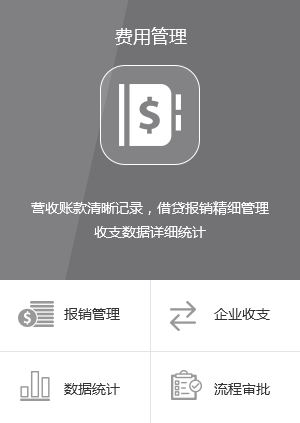 费用管理
营收账款清晰记录，借贷报销精细管理
收支数据详细统计
报销管理
企业收支
数据统计
流程审批